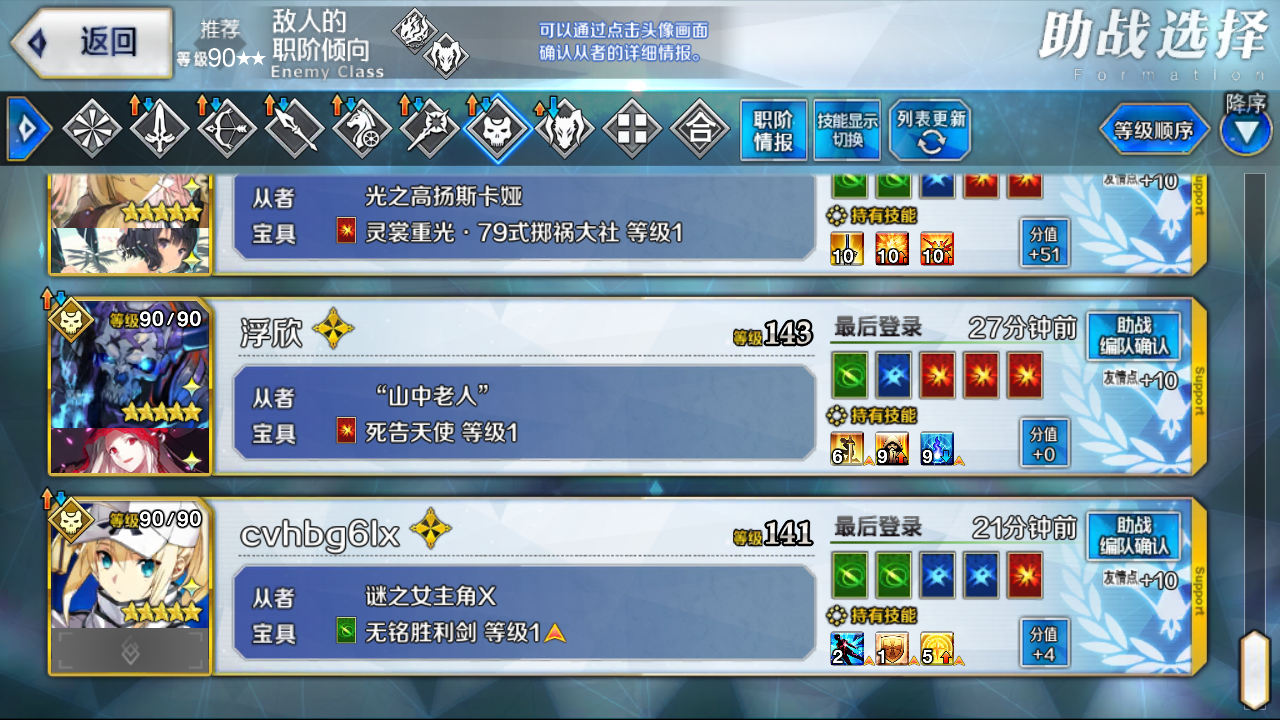 返回
推荐
等级90★★
敌人的
职阶倾向
Enemy Class
可以通过点击头像画面
确认从者的详细情报。
助战选择
Formation
职阶
情报
技能显示
切换
列表更新
等级顺序
降序
从者 光之高扬斯卡娅
宝具 灵裳重光·79式掷祸大社 等级1
持有技能
10 10 10
分值
+51
友情点+10
Support
等级90/90
浮欣
等级143
最后登录 27分钟前
助战
编队确认
从者 “山中老人”
宝具 死告天使 等级1
持有技能
6 9 9
分值
+0
友情点+10
Support
等级90/90
cvhbg6lx
等级141
最后登录 21分钟前
助战
编队确认
从者 谜之女主角X
宝具 无铭胜利剑 等级1
持有技能
2 1 5
分值
+4
友情点+10
Support